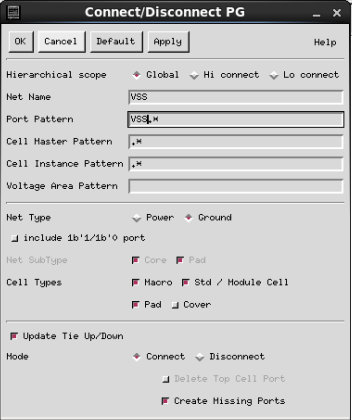 Connect/Disconnect PG
OK Cancel Default Apply Help
Hierarchical scope Global Hi connect Lo connect
Net Name VSS
Port Pattern VSS.*
Cell Master Pattern .*
Cell Instance Pattern .*
Voltage Area Pattern
Net Type Power Ground
include 1b'1/1b'0 port
Net SubType Core Pad
Cell Types Macro Std / Module Cell
Pad Cover
Update Tie Up/Down
Mode Connect Disconnect
Delete Top Cell Port
Create Missing Ports